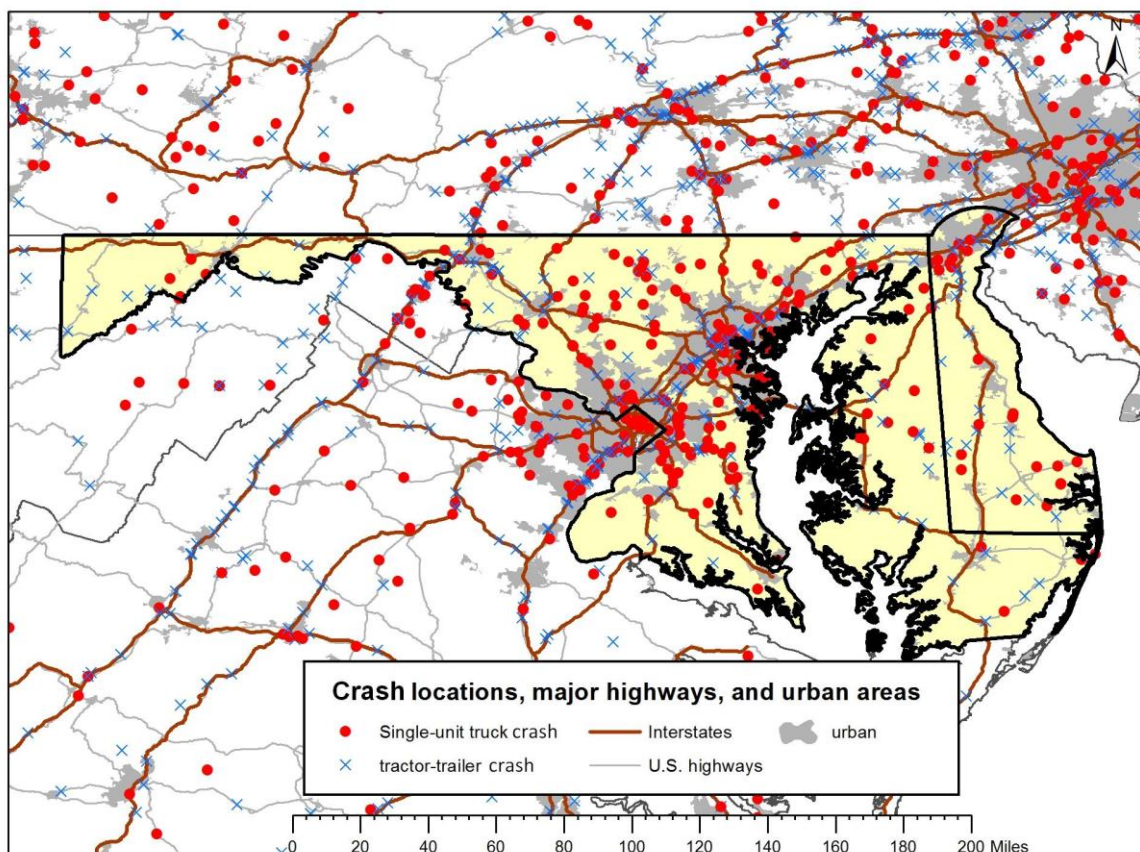 N
Crash locations, major highways, and urban areas
Single-unit truck crash Interstates urban
tractor-trailer crash U.S. highways
0 20 40 60 80 100 120 140 160 180 200 Miles